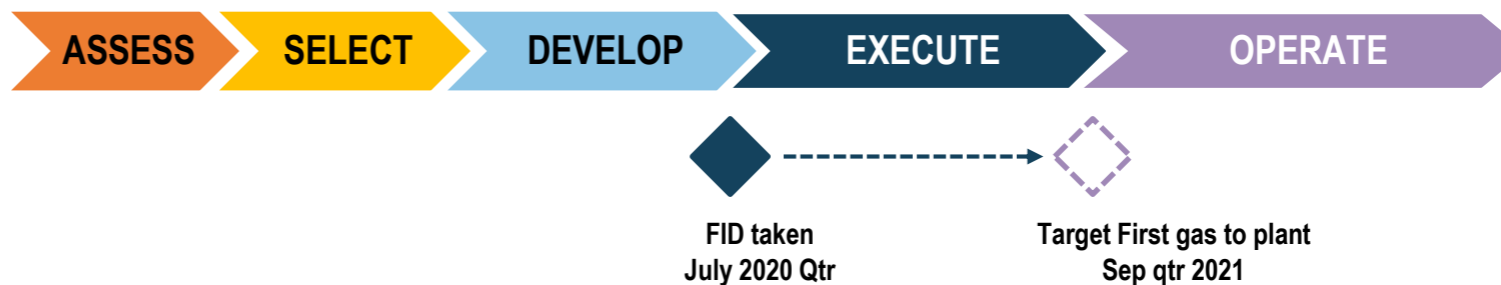 ASSESS SELECT DEVELOP EXECUTE OPERATE
FID taken
July 2020 Qtr
Target First gas to plant
Sep qtr 2021